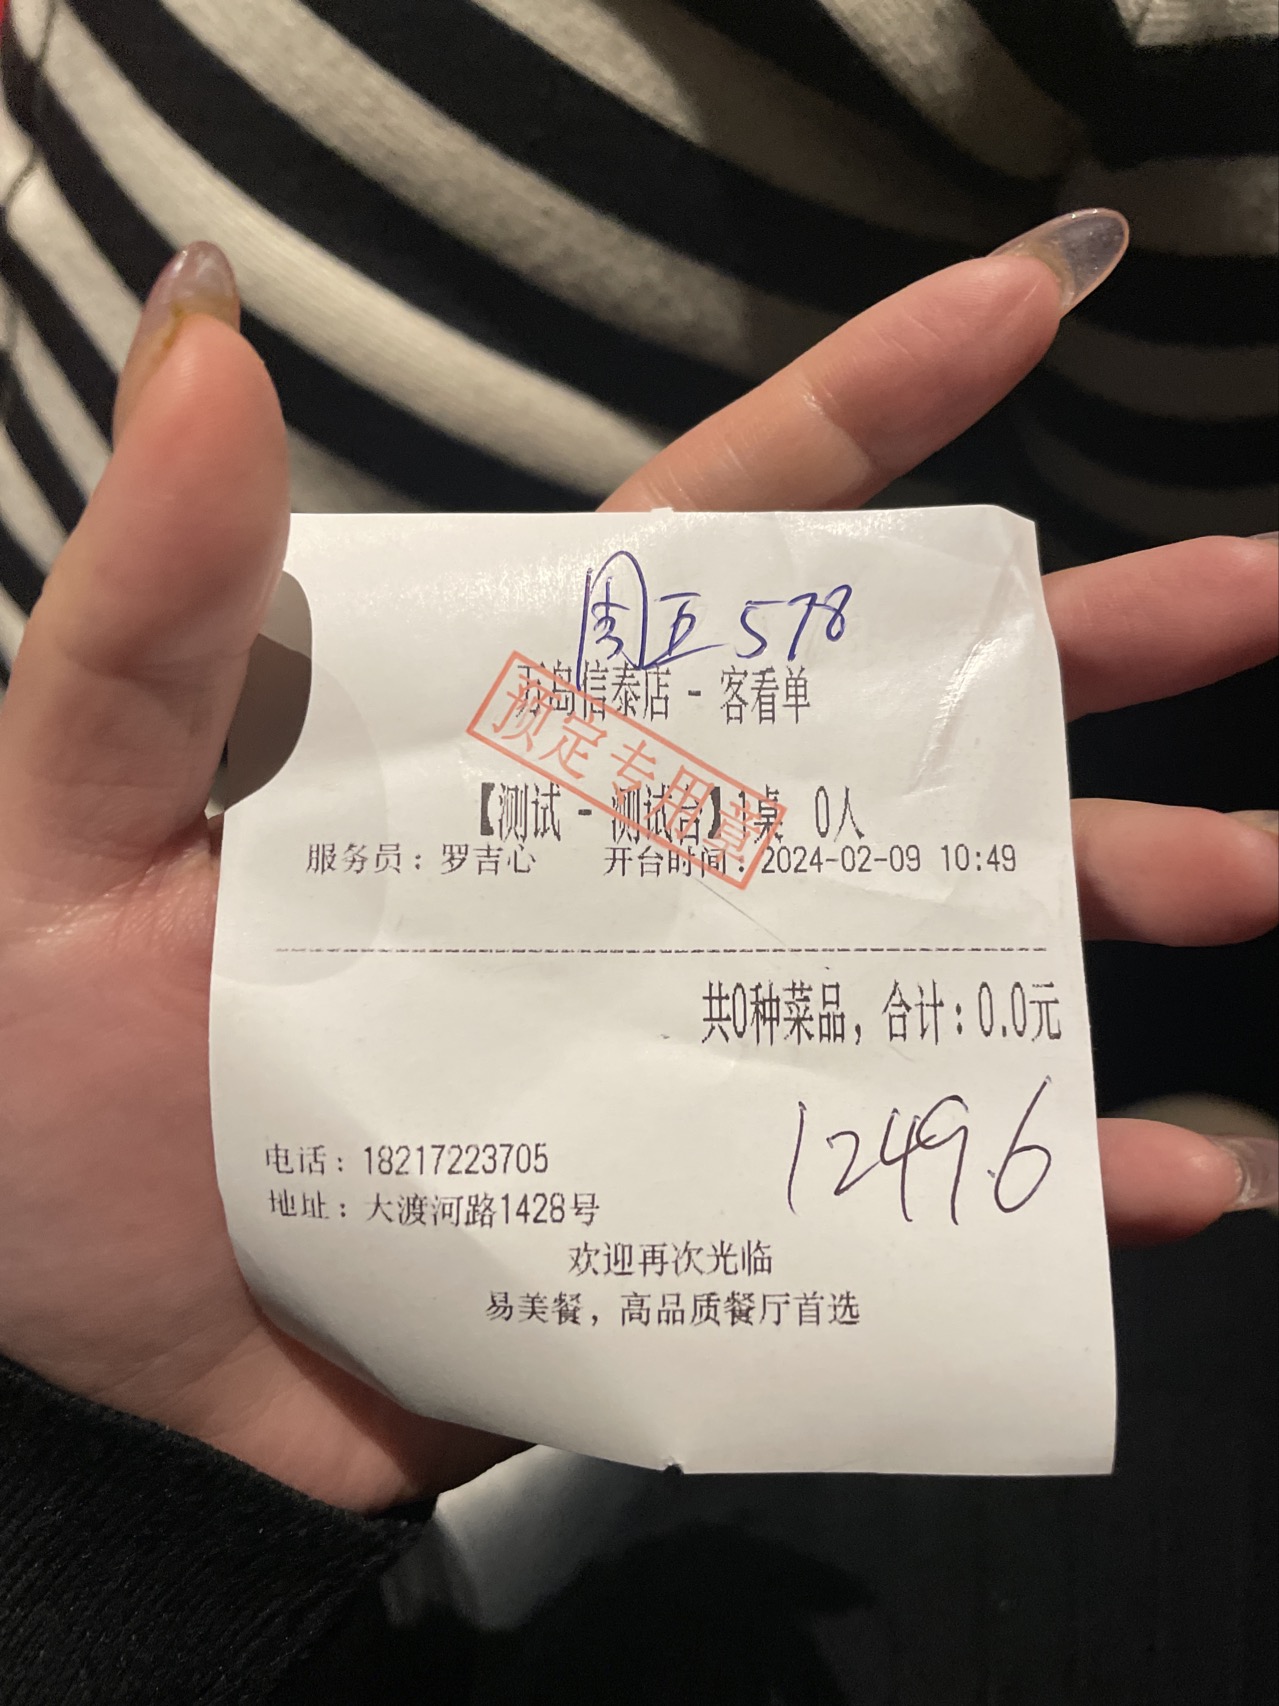 周五 578
岛信泰店 - 客看单
预定专用章
【测试 - 测试台】1桌 0人
服务员：罗吉心 开台时间：2024-02-09 10:49
共0种菜品，合计：0.0元
1249.6
电话：18217223705
地址：大渡河路1428号
欢迎再次光临
易美餐，高品质餐厅首选